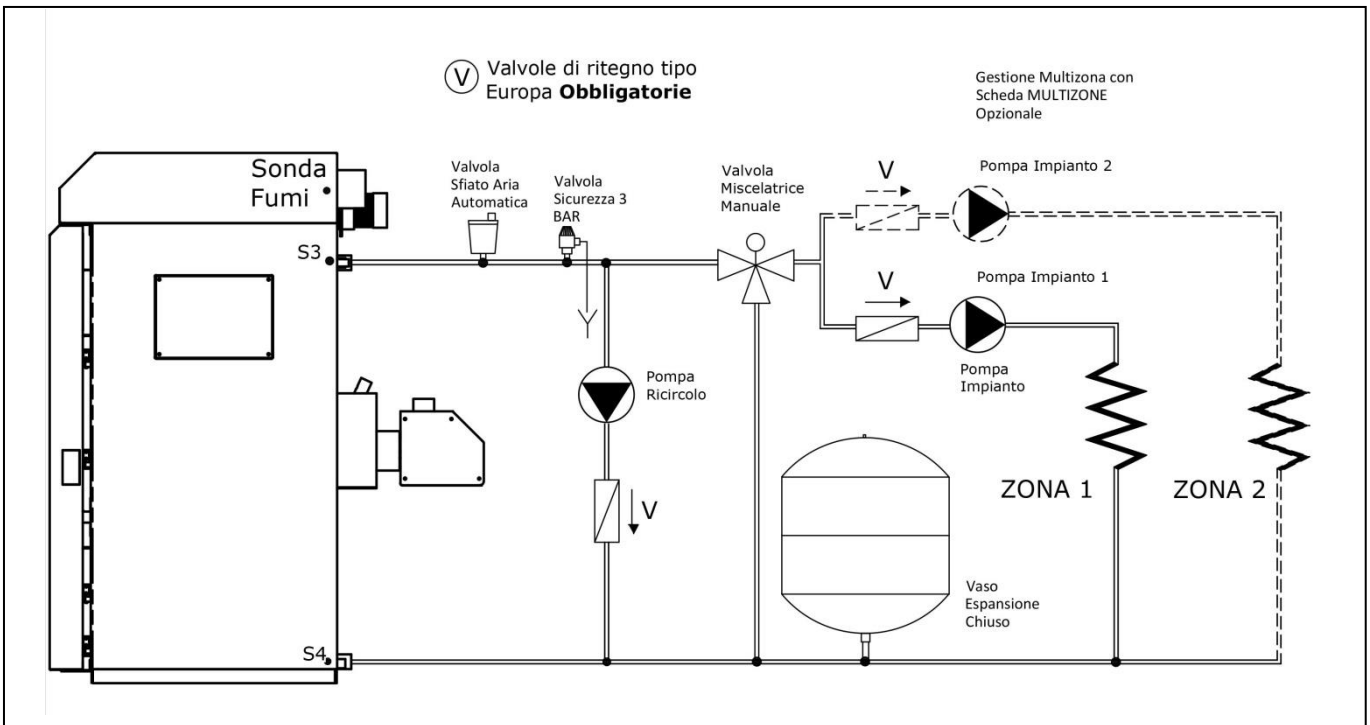 V Valvole di ritegno tipo
Europa Obbligatorie
Gestione Multizona con
Scheda MULTIZONE
Opzionale
Sonda
Fumi
Valvola
Sfiato Aria
Automatica
Valvola
Sicurezza 3
BAR
Valvola
Miscelatrice
Manuale
V
Pompa Impianto 2
S3
V
Pompa Impianto 1
Pompa
Impianto
Pompa
Ricircolo
V
ZONA 1
ZONA 2
Vaso
Espansione
Chiuso
S4